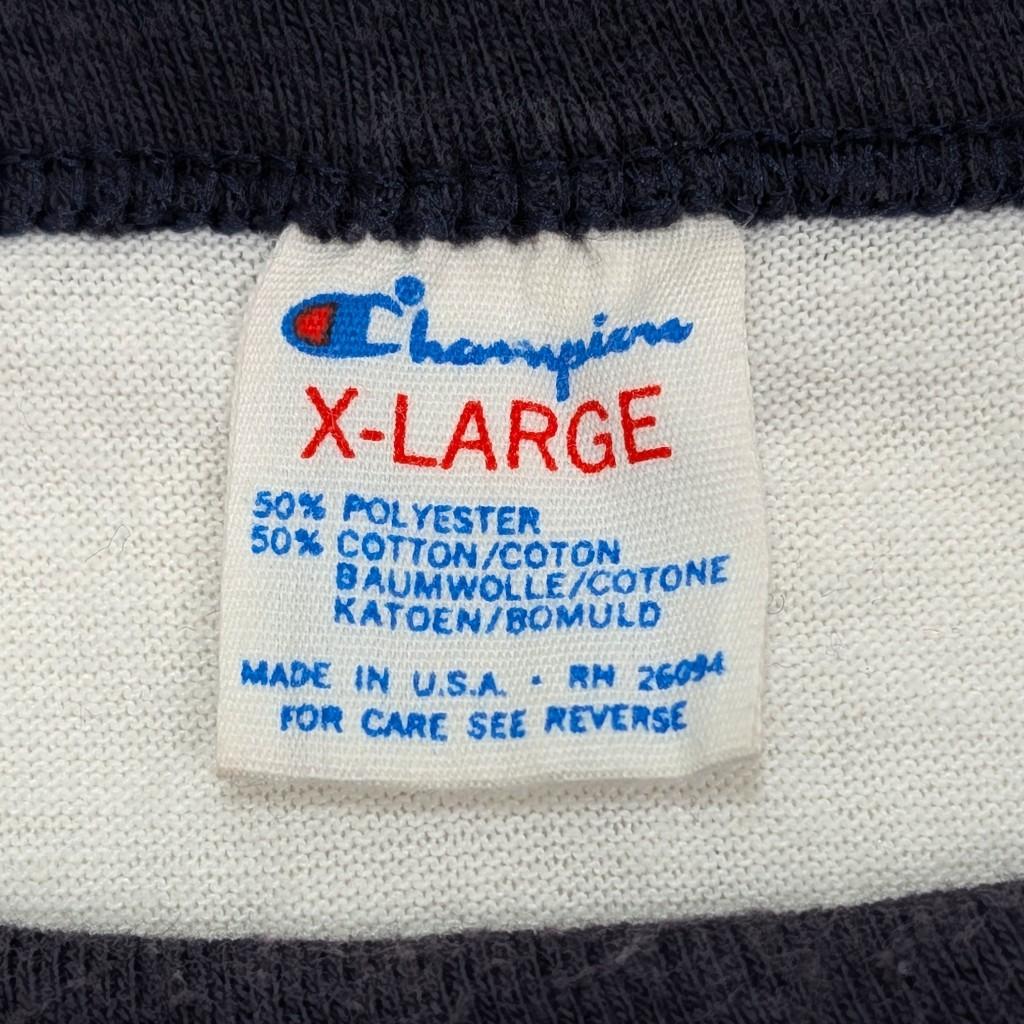 Champion
X-LARGE
50% POLYESTER
50% COTTON/COTON
BAUMWOLLE/COTONE
KATOEN/BOMULD
MADE IN U.S.A. · RN 26094
FOR CARE SEE REVERSE